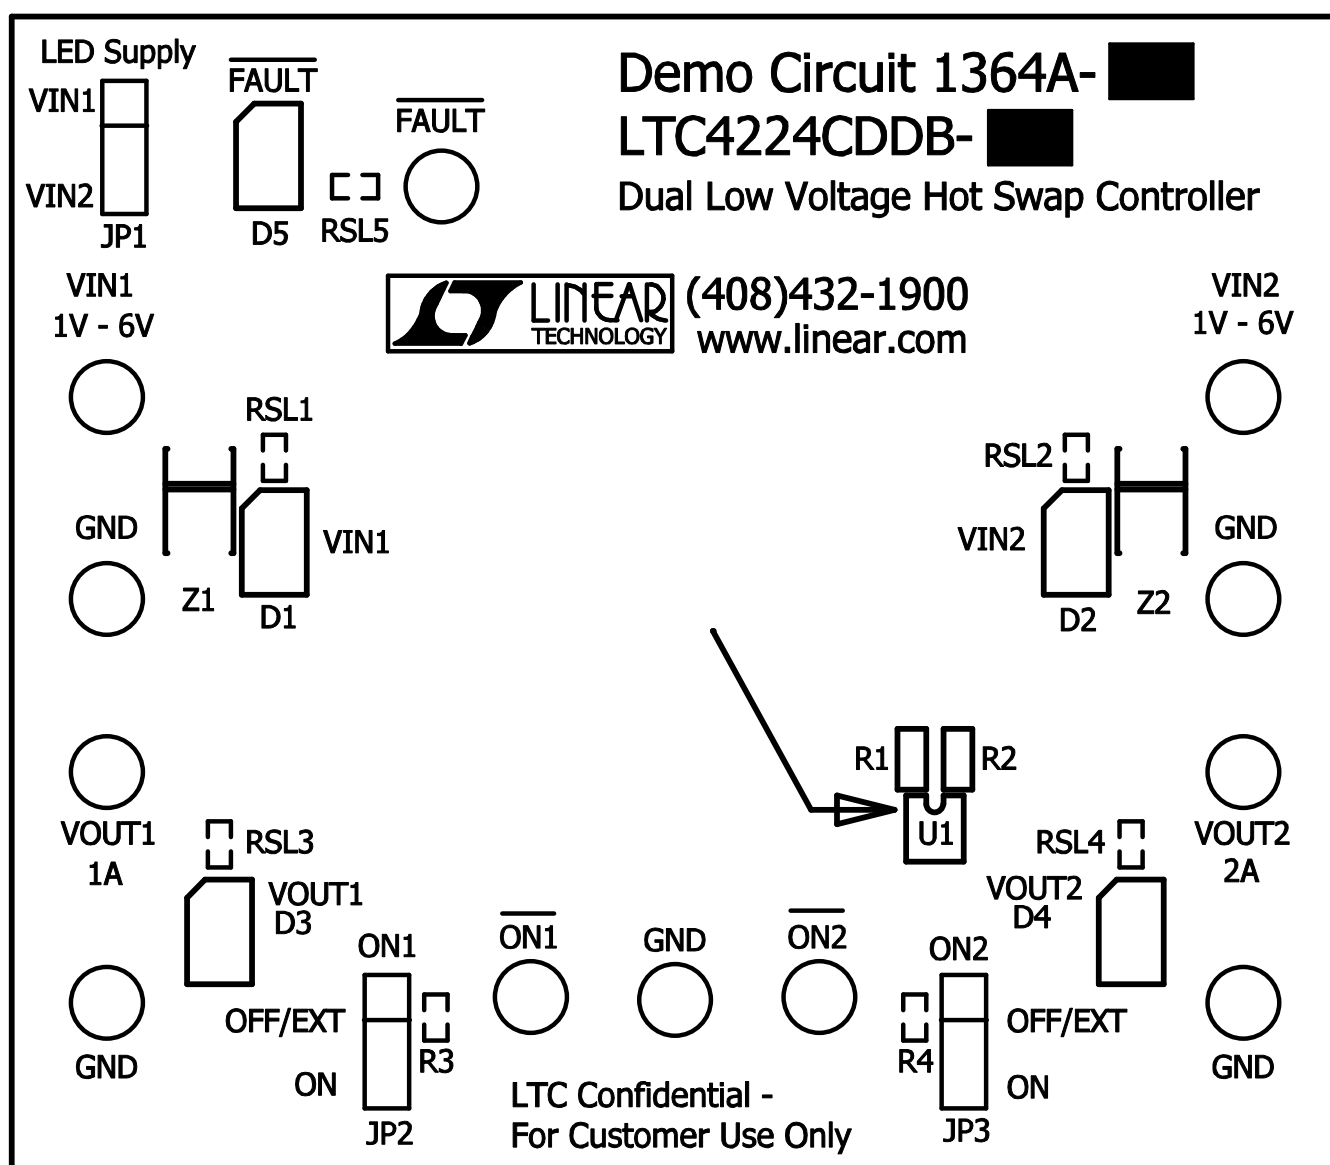 LED Supply
VIN1
VIN2
JP1
FAULT
D5
RSL5
FAULT
Demo Circuit 1364A-
LTC4224CDDB-
Dual Low Voltage Hot Swap Controller
LINEAR
TECHNOLOGY
(408)432-1900
www.linear.com
VIN1
1V - 6V
VIN2
1V - 6V
RSL1
GND
VIN1
Z1
D1
RSL2
VIN2
GND
Z2
D2
R1
R2
U1
VOUT1
1A
RSL3
VOUT1
D3
RSL4
VOUT2
2A
VOUT2
D4
ON1
ON1
GND
ON2
ON2
OFF/EXT
ON
R3
JP2
OFF/EXT
ON
R4
JP3
GND
GND
LTC Confidential -
For Customer Use Only